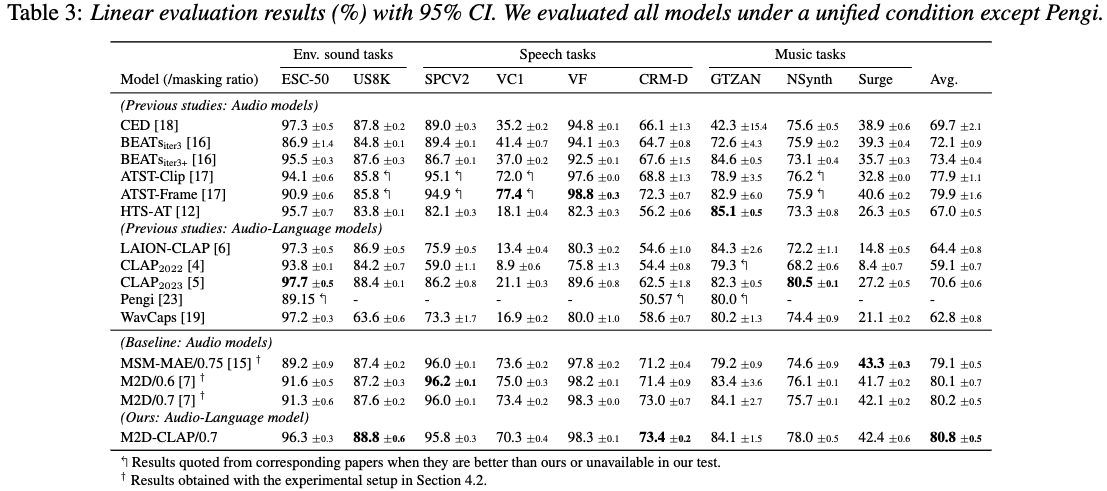 Table 3: Linear evaluation results (%) with 95% CI. We evaluated all models under a unified condition except Pengi.
Env. sound tasks Speech tasks Music tasks
Model (/masking ratio) ESC-50 US8K SPCV2 VC1 VF CRM-D GTZAN NSynth Surge Avg.
(Previous studies: Audio models)
CED [18] 97.3 ±0.5 87.8 ±0.2 89.0 ±0.3 35.2 ±0.2 94.8 ±0.1 66.1 ±1.3 42.3 ±15.4 75.6 ±0.5 38.9 ±0.6 69.7 ±2.1
BEATsiter3 [16] 86.9 ±1.4 84.8 ±0.1 89.4 ±0.1 41.4 ±0.7 94.1 ±0.3 64.7 ±0.8 72.6 ±4.3 75.9 ±0.2 39.3 ±0.4 72.1 ±0.9
BEATsiter3+ [16] 95.5 ±0.3 87.6 ±0.3 86.7 ±0.1 37.0 ±0.2 92.5 ±0.1 67.6 ±1.5 84.6 ±0.5 73.1 ±0.4 35.7 ±0.3 73.4 ±0.4
ATST-Clip [17] 94.1 ±0.6 85.8 ↰ 95.1 ↰ 72.0 ↰ 97.6 ±0.0 68.8 ±1.3 78.9 ±3.5 76.2 ↰ 32.8 ±0.0 77.9 ±1.1
ATST-Frame [17] 90.9 ±0.6 85.8 ↰ 94.9 ↰ 77.4 ↰ 98.8 ±0.3 72.3 ±0.7 82.9 ±6.0 75.9 ↰ 40.6 ±0.2 79.9 ±1.6
HTS-AT [12] 95.7 ±0.7 83.8 ±0.1 82.1 ±0.3 18.1 ±0.4 82.3 ±0.3 56.2 ±0.6 85.1 ±0.5 73.3 ±0.8 26.3 ±0.5 67.0 ±0.5
(Previous studies: Audio-Language models)
LAION-CLAP [6] 97.3 ±0.5 86.9 ±0.5 75.9 ±0.5 13.4 ±0.4 80.3 ±0.2 54.6 ±1.0 84.3 ±2.6 72.2 ±1.1 14.8 ±0.5 64.4 ±0.8
CLAP2022 [4] 93.8 ±0.1 84.2 ±0.7 59.0 ±1.1 8.9 ±0.6 75.8 ±1.3 54.4 ±0.8 79.3 ↰ 68.2 ±0.6 8.4 ±0.7 59.1 ±0.7
CLAP2023 [5] 97.7 ±0.5 88.4 ±0.1 86.2 ±0.8 21.1 ±0.3 89.6 ±0.8 62.5 ±1.8 82.3 ±0.5 80.5 ±0.1 27.2 ±0.5 70.6 ±0.6
Pengi [23] 89.15 ↰ - - - - 50.57 ↰ 80.0 ↰ - - -
WavCaps [19] 97.2 ±0.3 63.6 ±0.6 73.3 ±1.7 16.9 ±0.2 80.0 ±1.0 58.6 ±0.7 80.2 ±1.3 74.4 ±0.9 21.1 ±0.2 62.8 ±0.8
(Baseline: Audio models)
MSM-MAE/0.75 [15] † 89.2 ±0.9 87.4 ±0.2 96.0 ±0.1 73.6 ±0.2 97.8 ±0.2 71.2 ±0.4 79.2 ±0.9 74.6 ±0.9 43.3 ±0.3 79.1 ±0.5
M2D/0.6 [7] † 91.6 ±0.5 87.2 ±0.3 96.2 ±0.1 75.0 ±0.3 98.2 ±0.1 71.4 ±0.9 83.4 ±3.6 76.1 ±0.1 41.7 ±0.2 80.1 ±0.7
M2D/0.7 [7] † 91.3 ±0.6 87.6 ±0.2 96.0 ±0.1 73.4 ±0.2 98.3 ±0.0 73.0 ±0.7 84.1 ±2.7 75.7 ±0.1 42.1 ±0.2 80.2 ±0.5
(Ours: Audio-Language model)
M2D-CLAP/0.7 96.3 ±0.3 88.8 ±0.6 95.8 ±0.3 70.3 ±0.4 98.3 ±0.1 73.4 ±0.2 84.1 ±1.5 78.0 ±0.5 42.4 ±0.6 80.8 ±0.5
↰ Results quoted from corresponding papers when they are better than ours or unavailable in our test.
† Results obtained with the experimental setup in Section 4.2.